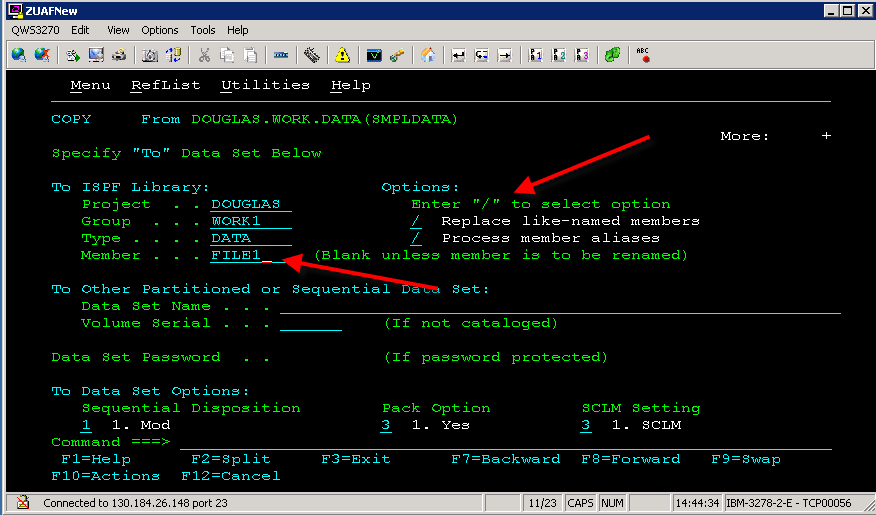 ZUAFNew
QWS3270 Edit View Options Tools Help
Menu RefList Utilities Help
COPY From DOUGLAS.WORK.DATA(SMPLDATA)
More: +
Specify "To" Data Set Below
To ISPF Library: Options:
Project . . DOUGLAS Enter "/" to select option
Group . . . WORK1 / Replace like-named members
Type . . . . DATA / Process member aliases
Member . . . FILE1_ (Blank unless member is to be renamed)
To Other Partitioned or Sequential Data Set:
Data Set Name . . .
Volume Serial . . . (If not cataloged)
Data Set Password . . (If password protected)
To Data Set Options:
Sequential Disposition Pack Option SCLM Setting
1 1. Mod 3 1. Yes 3 1. SCLM
Command ===>
F1=Help F2=Split F3=Exit F7=Backward F8=Forward F9=Swap
F10=Actions F12=Cancel
Connected to 130.184.26.148 port 23 11/23 CAPS NUM 14:44:34 IBM-3278-2-E - TCP00056